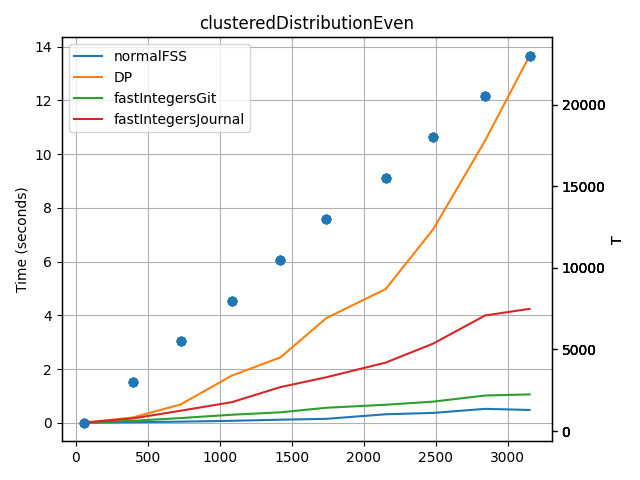 clusteredDistributionEven
normalFSS
DP
fastIntegersGit
fastIntegersJournal
Time (seconds)
14
12
10
8
6
4
2
0
20000
15000
10000
5000
0
T
0 500 1000 1500 2000 2500 3000